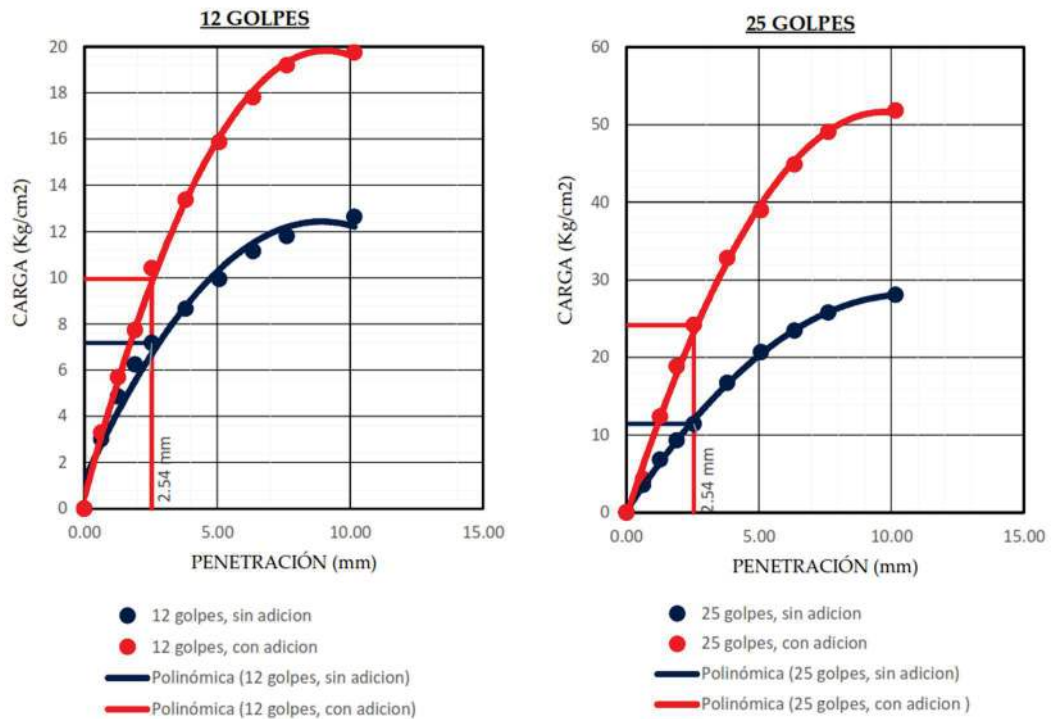 12 GOLPES
20
18
16
14
12
10
8
6
4
2
0
CARGA (Kg/cm2)
2.54 mm
0.00 5.00 10.00 15.00
PENETRACIÓN (mm)
12 golpes, sin adicion
12 golpes, con adicion
Polinómica (12 golpes, sin adicion)
Polinómica (12 golpes, con adicion)
25 GOLPES
60
50
40
30
20
10
0
CARGA (Kg/cm2)
2.54 mm
0.00 5.00 10.00 15.00
PENETRACIÓN (mm)
25 golpes, sin adicion
25 golpes, con adicion
Polinómica (25 golpes, sin adicion)
Polinómica (25 golpes, con adicion )